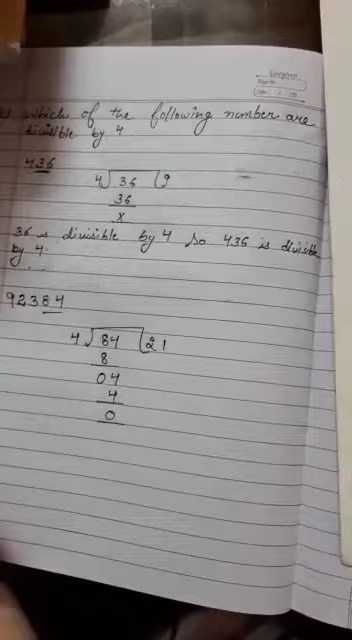 which of the following number are
divisible by 4
436
4 √ 36 ( 9
36
x
36 is divisible by 4 so 436 is divisible
by 4.
92384
4 √ 84 ( 21
8
04
4
0